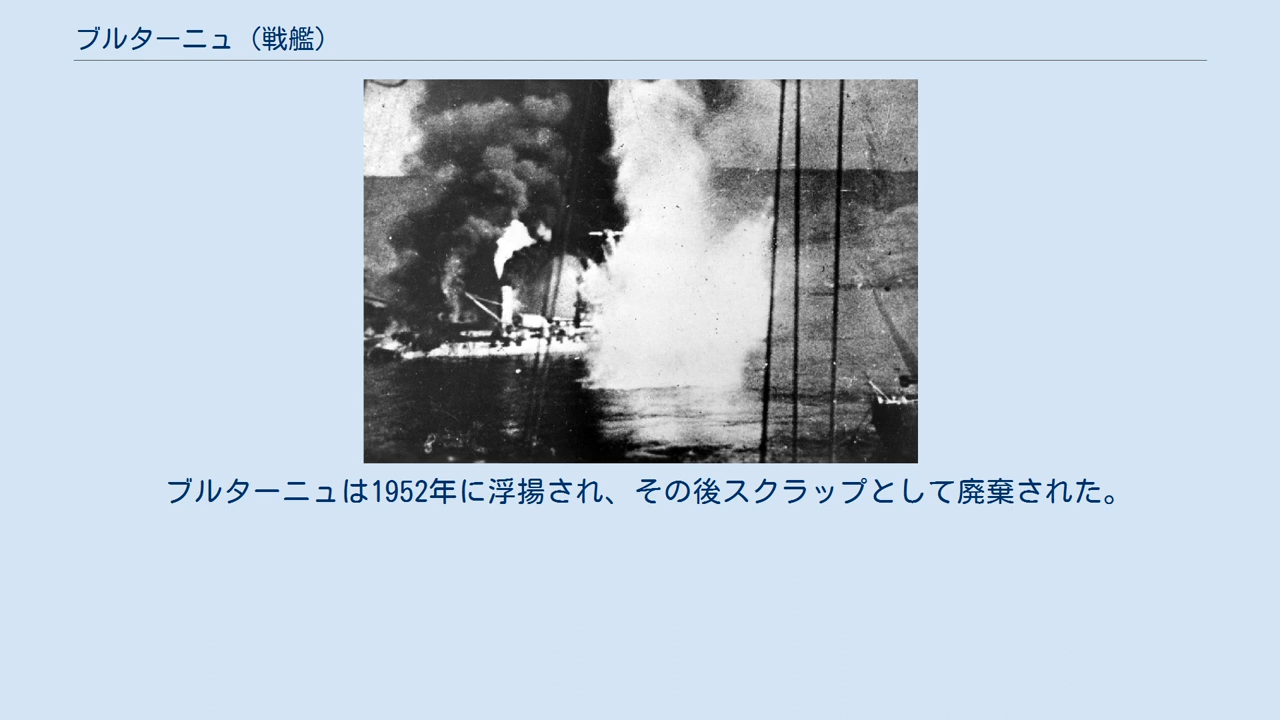 ブルターニュ（戦艦）
ブルターニュは1952年に浮揚され、その後スクラップとして廃棄された。